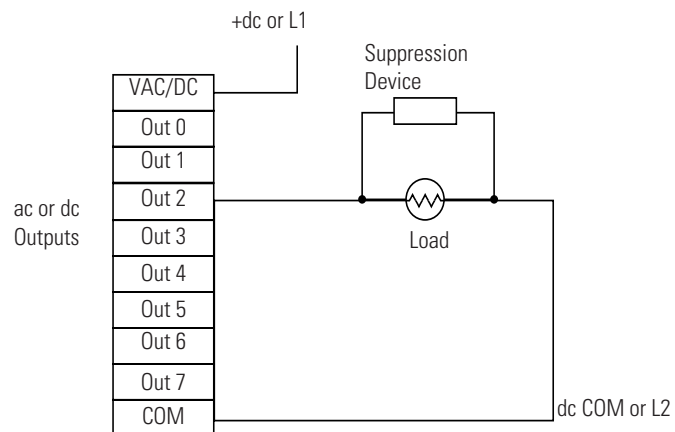 +dc or L1
Suppression
Device
VAC/DC
Out 0
Out 1
Out 2
Out 3
Out 4
Out 5
Out 6
Out 7
COM
ac or dc
Outputs
Load
dc COM or L2